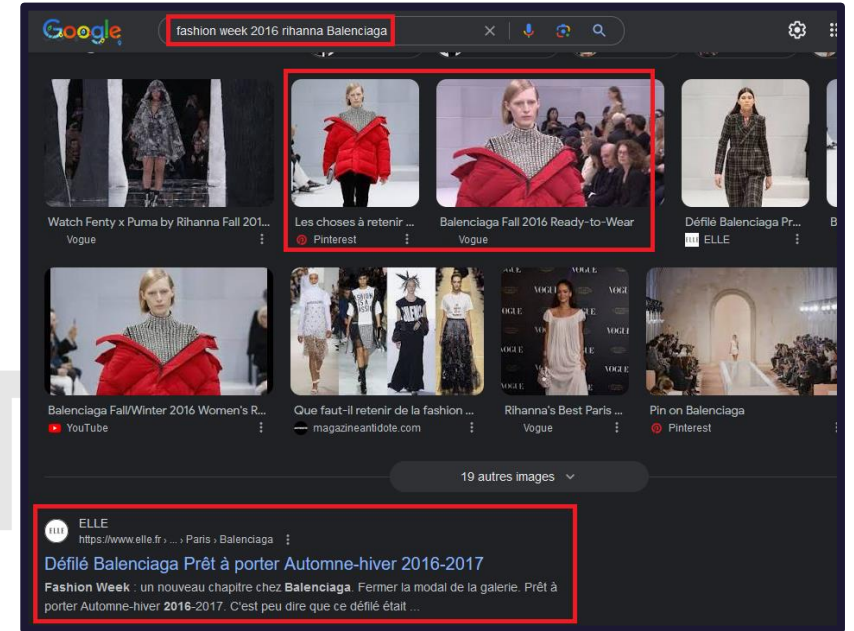 Google
fashion week 2016 rihanna Balenciaga
Watch Fenty x Puma by Rihanna Fall 201...
Vogue
Les choses à retenir ...
Pinterest
Balenciaga Fall 2016 Ready-to-Wear
Vogue
Défilé Balenciaga Pr...
ELLE
ELLE
B
Balenciaga Fall/Winter 2016 Women's R...
YouTube
Que faut-il retenir de la fashion ...
magazineantidote.com
VOGUE
Rihanna's Best Paris ...
Vogue
Pin on Balenciaga
Pinterest
19 autres images
ELLE
ELLE
https://www.elle.fr › ... › Paris › Balenciaga
Défilé Balenciaga Prêt à porter Automne-hiver 2016-2017
Fashion Week : un nouveau chapitre chez Balenciaga. Fermer la modal de la galerie. Prêt à
porter Automne-hiver 2016-2017. C'est peu dire que ce défilé était ...